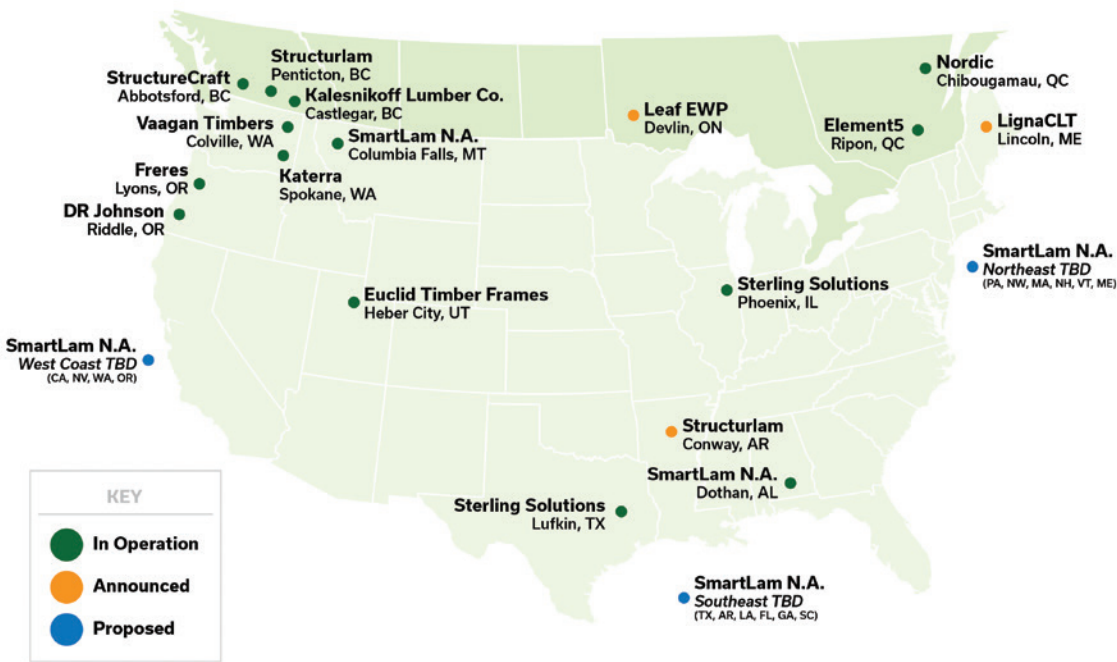 Structurlam
Penticton, BC
StructureCraft
Abbotsford, BC
Kalesnikoff Lumber Co.
Castlegar, BC
Vaagan Timbers
Colville, WA
SmartLam N.A.
Columbia Falls, MT
Katerra
Spokane, WA
Freres
Lyons, OR
DR Johnson
Riddle, OR
Leaf EWP
Devlin, ON
Nordic
Chibougamau, QC
Element5
Ripon, QC
LignaCLT
Lincoln, ME
SmartLam N.A.
Northeast TBD
(PA, NW, MA, NH, VT, ME)
Euclid Timber Frames
Heber City, UT
Sterling Solutions
Phoenix, IL
SmartLam N.A.
West Coast TBD
(CA, NV, WA, OR)
Structurlam
Conway, AR
SmartLam N.A.
Dothan, AL
Sterling Solutions
Lufkin, TX
SmartLam N.A.
Southeast TBD
(TX, AR, LA, FL, GA, SC)
KEY
In Operation
Announced
Proposed